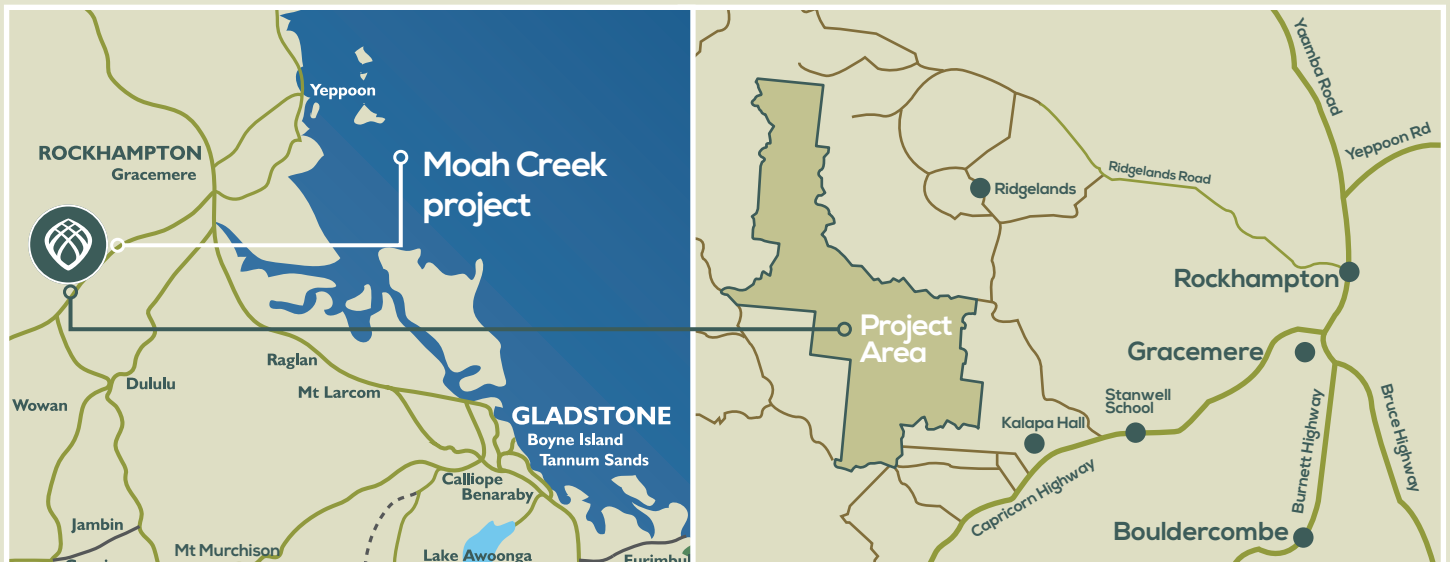 Yeppoon
ROCKHAMPTON
Gracemere
Moah Creek
project
Raglan
Mt Larcom
Dululu
Wowan
GLADSTONE
Boyne Island
Tannum Sands
Calliope
Benaraby
Jambin
Mt Murchison
Lake Awoonga
Yaamba Road
Yeppoon Rd
Ridgelands Road
Ridgelands
Rockhampton
Project
Area
Gracemere
Stanwell
School
Kalapa Hall
Capricorn Highway
Burnett Highway
Bruce Highway
Bouldercombe